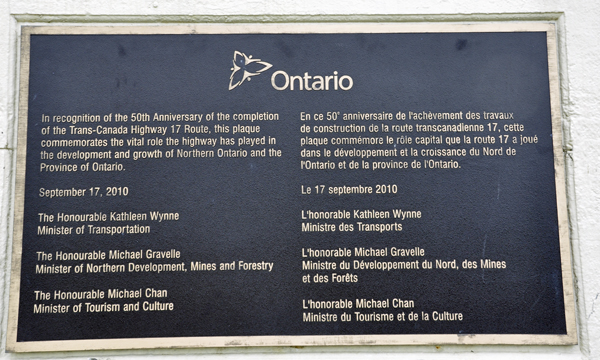 Ontario
In recognition of the 50th Anniversary of the completion
of the Trans-Canada Highway 17 Route, this plaque
commemorates the vital role the highway has played in
the development and growth of Northern Ontario and the
Province of Ontario.
September 17, 2010
The Honourable Kathleen Wynne
Minister of Transportation
The Honourable Michael Gravelle
Minister of Northern Development, Mines and Forestry
The Honourable Michael Chan
Minister of Tourism and Culture
En ce 50e anniversaire de l'achèvement des travaux
de construction de la route transcanadienne 17, cette
plaque commémore le rôle capital que la route 17 a joué
dans le développement et la croissance du Nord de
l'Ontario et de la province de l'Ontario.
Le 17 septembre 2010
L'honorable Kathleen Wynne
Ministre des Transports
L'honorable Michael Gravelle
Ministre du Développement du Nord, des Mines
et des Forêts
L'honorable Michael Chan
Ministre du Tourisme et de la Culture